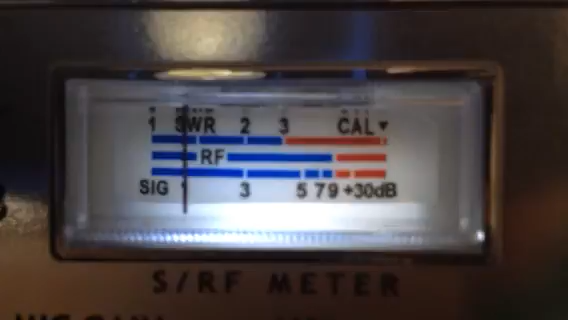 1 SWR 2 3 CAL▼
RF
SIG 1 3 5 7 9 +30dB
S/RF METER